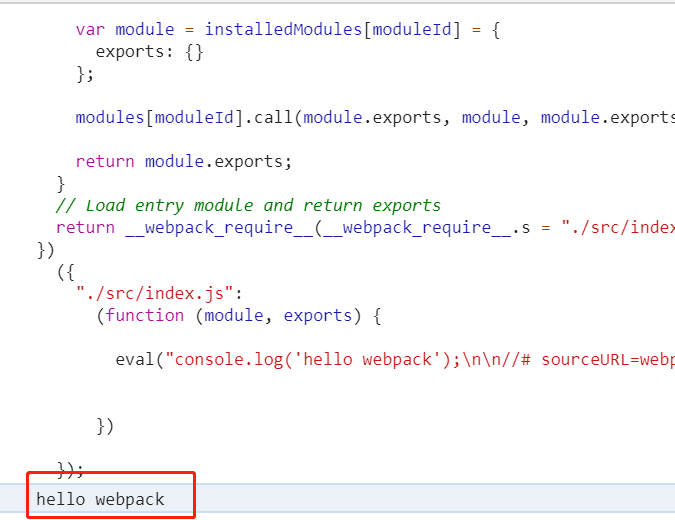 var module = installedModules[moduleId] = {
exports: {}
};
modules[moduleId].call(module.exports, module, module.exports
return module.exports;
}
// Load entry module and return exports
return __webpack_require__(__webpack_require__.s = "./src/index
})
({
"./src/index.js":
(function (module, exports) {
eval("console.log('hello webpack');\n\n//# sourceURL=webp
})
});
hello webpack